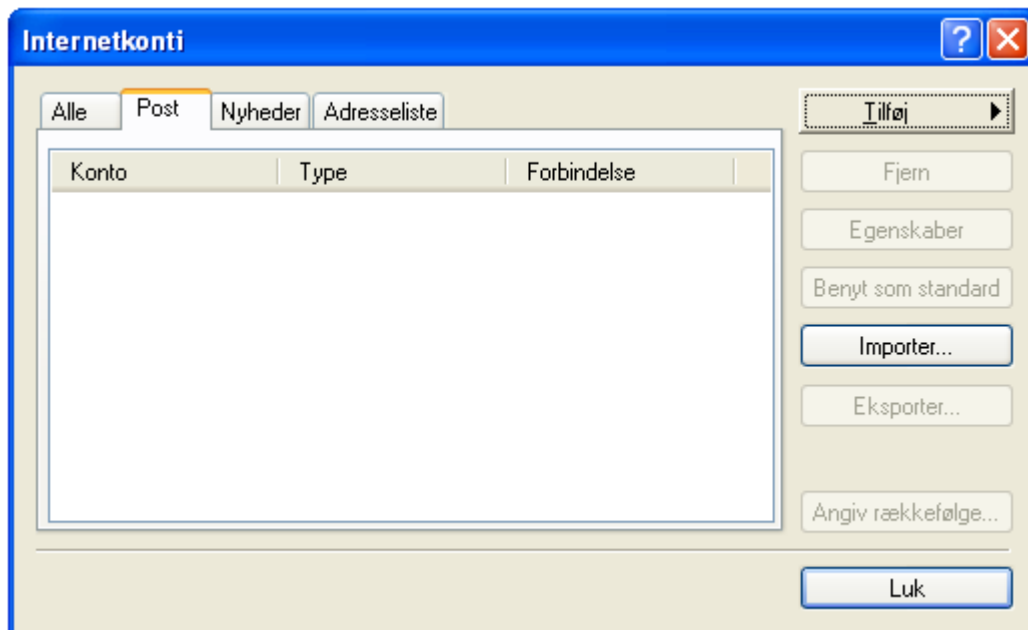 Internetkonti
Alle Post Nyheder Adresseliste
Konto Type Forbindelse
Tilføj
Fjern
Egenskaber
Benyt som standard
Importer...
Eksporter...
Angiv rækkefølge...
Luk